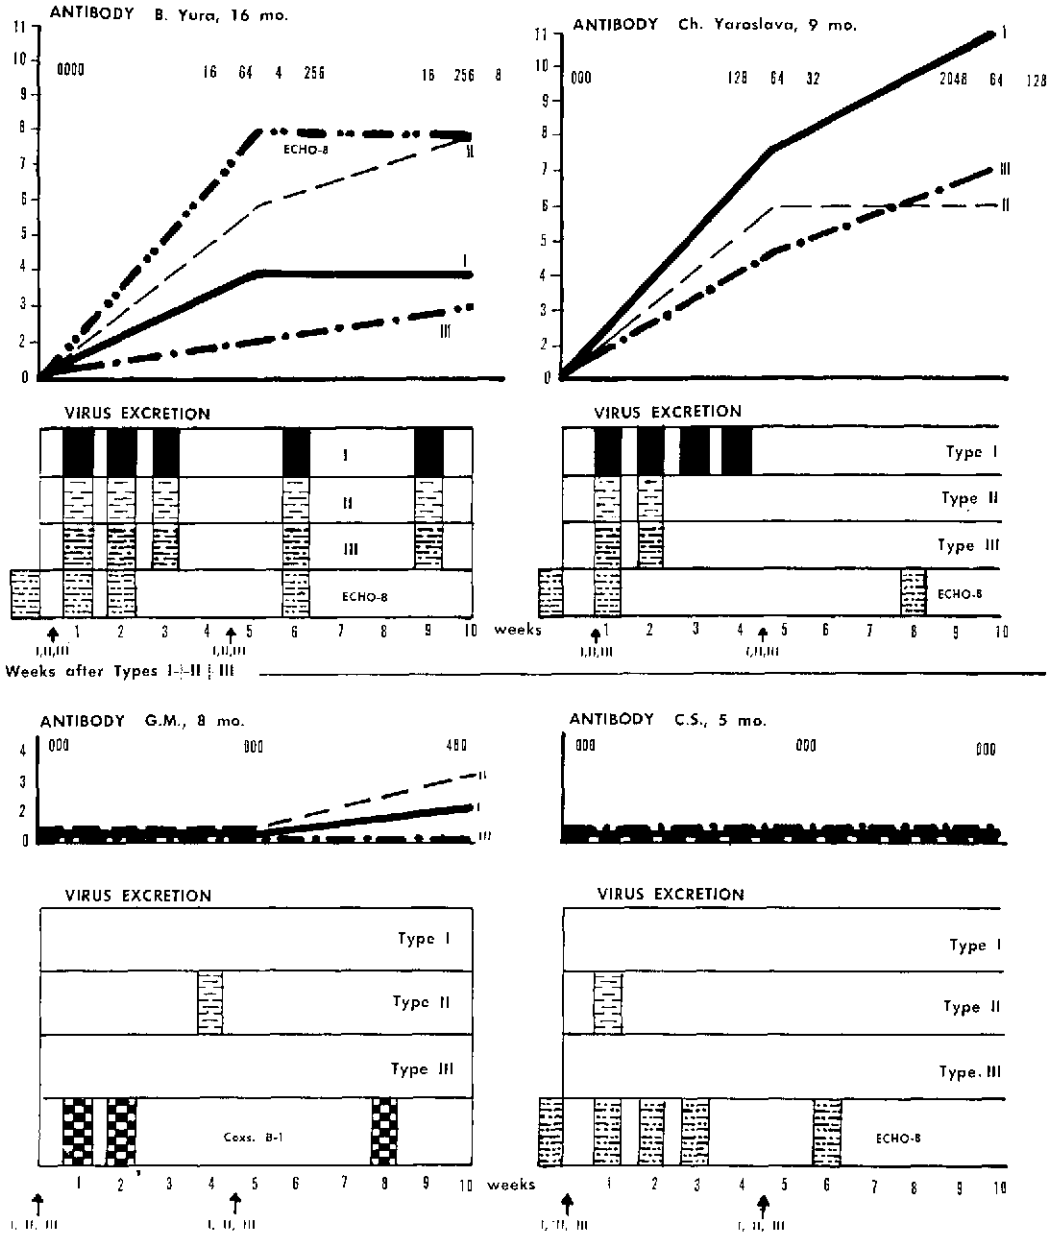 ANTIBODY B. Yura, 16 mo.
11
10
9
8
7
6
5
4
3
2
0
0000
16 64 4 256
16 256 8
ECHO-8
II
I
III
ANTIBODY Ch. Yaroslava, 9 mo.
11
10
9
8
7
6
5
4
3
2
0
000
128 64 32
2048 64 128
I
III
II
VIRUS EXCRETION
I
II
III
ECHO-8
1 2 3 4 5 6 7 8 9 10 weeks
I,II,III
I,II,III
VIRUS EXCRETION
Type I
Type II
Type III
ECHO-8
1 2 3 4 5 6 7 8 9 10
I,II,III
I,II,III
Weeks after Types I+II+III
ANTIBODY G.M., 8 mo.
4
3
2
0
000
000
480
II
I
III
ANTIBODY C.S., 5 mo.
000
000
000
VIRUS EXCRETION
Type I
Type II
Type III
Coxs. B-1
1 2 3 4 5 6 7 8 9 10 weeks
I, II, III
I, II, III
VIRUS EXCRETION
Type I
Type II
Type. III
ECHO-8
1 2 3 4 5 6 7 8 9 10
I, II, III
I, II, III